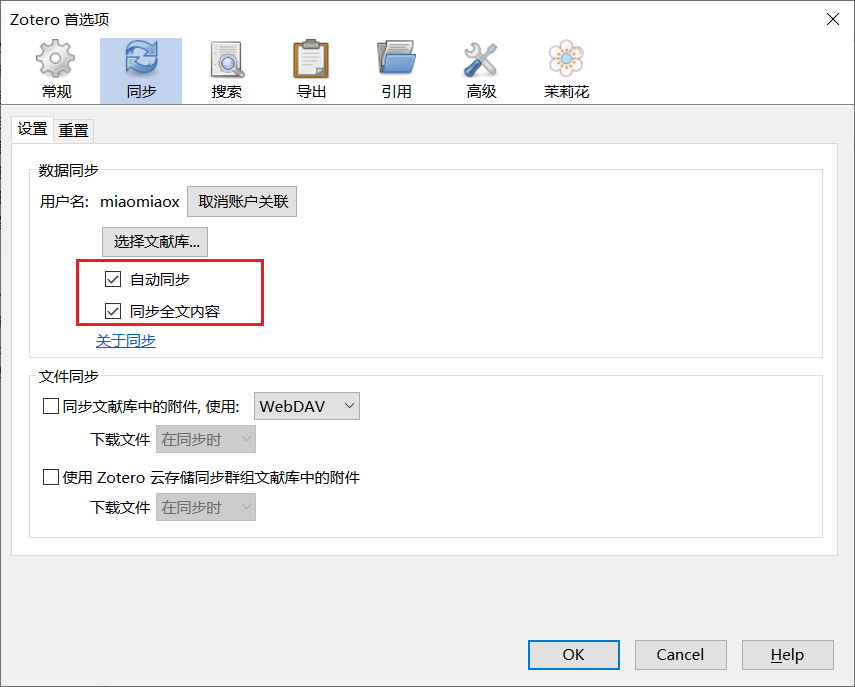 Zotero 首选项
常规 同步 搜索 导出 引用 高级 茉莉花
设置 重置
数据同步
用户名: miaomiaox 取消账户关联
选择文献库...
自动同步
同步全文内容
关于同步
文件同步
同步文献库中的附件, 使用: WebDAV
下载文件 在同步时
使用 Zotero 云存储同步群组文献库中的附件
下载文件 在同步时
OK Cancel Help